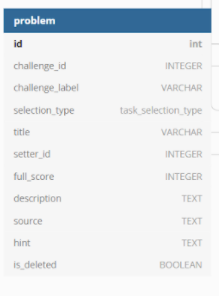 problem
id int
challenge_id INTEGER
challenge_label VARCHAR
selection_type task_selection_type
title VARCHAR
setter_id INTEGER
full_score INTEGER
description TEXT
source TEXT
hint TEXT
is_deleted BOOLEAN